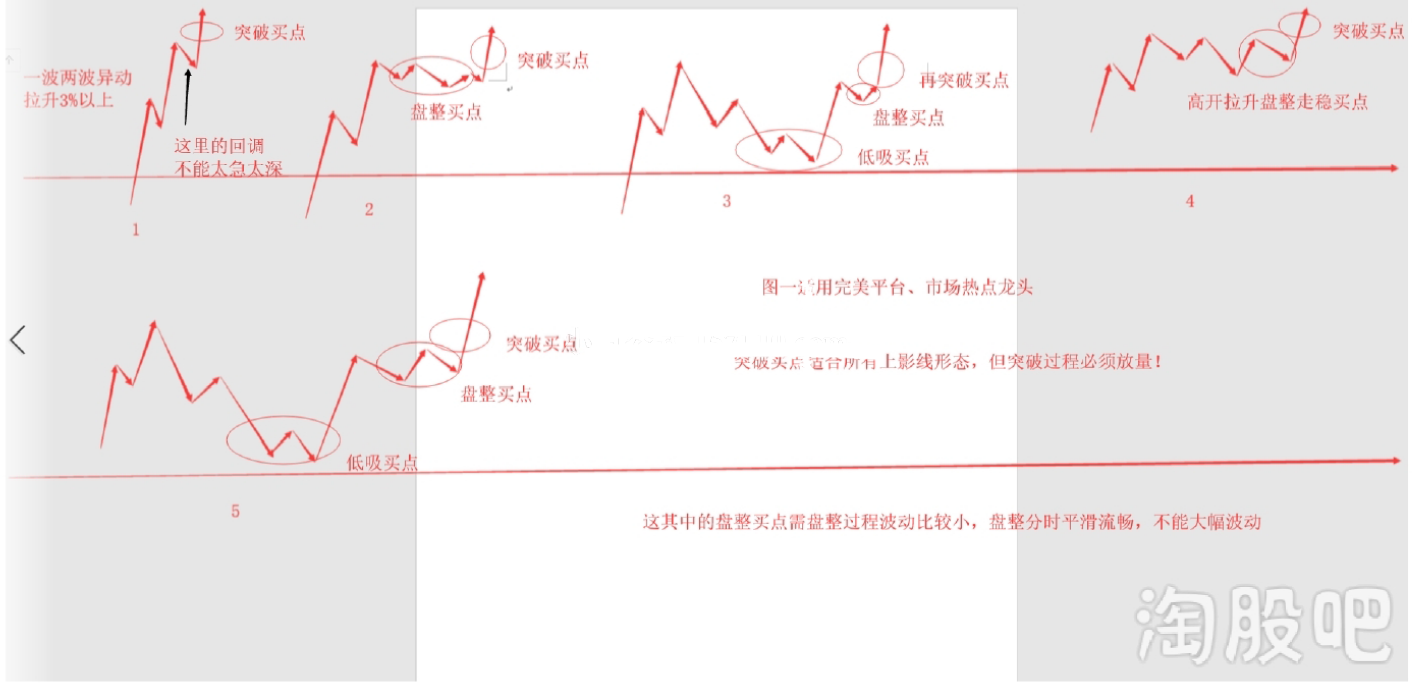 突破买点
一波两波异动
拉升3%以上
这里的回调
不能太急太深
1
突破买点
盘整买点
2
再突破买点
盘整买点
低吸买点
3
突破买点
高开拉升盘整走稳买点
4
图一适用完美平台、市场热点龙头
突破买点
盘整买点
低吸买点
5
突破买点适合所有上影线形态，但突破过程必须放量！
这其中的盘整买点需盘整过程波动比较小，盘整分时平滑流畅，不能大幅波动
淘股吧